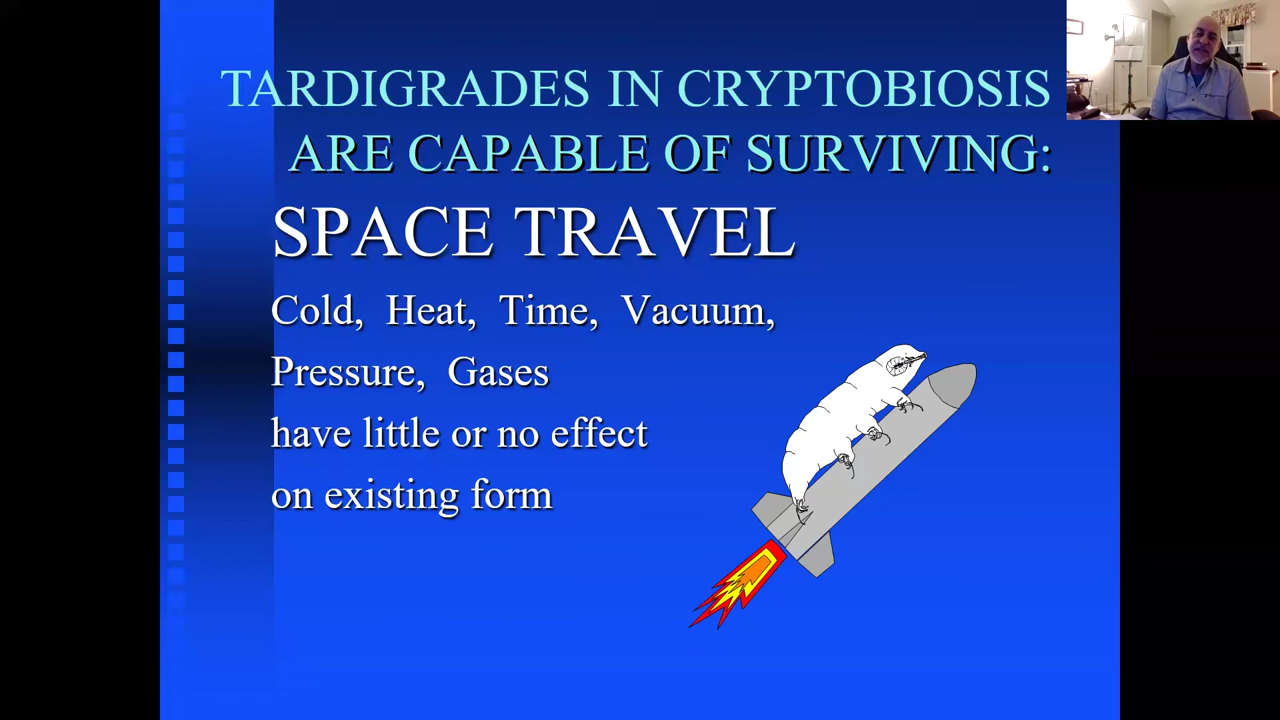 TARDIGRADES IN CRYPTOBIOSIS
ARE CAPABLE OF SURVIVING:
SPACE TRAVEL
Cold, Heat, Time, Vacuum,
Pressure, Gases
have little or no effect
on existing form